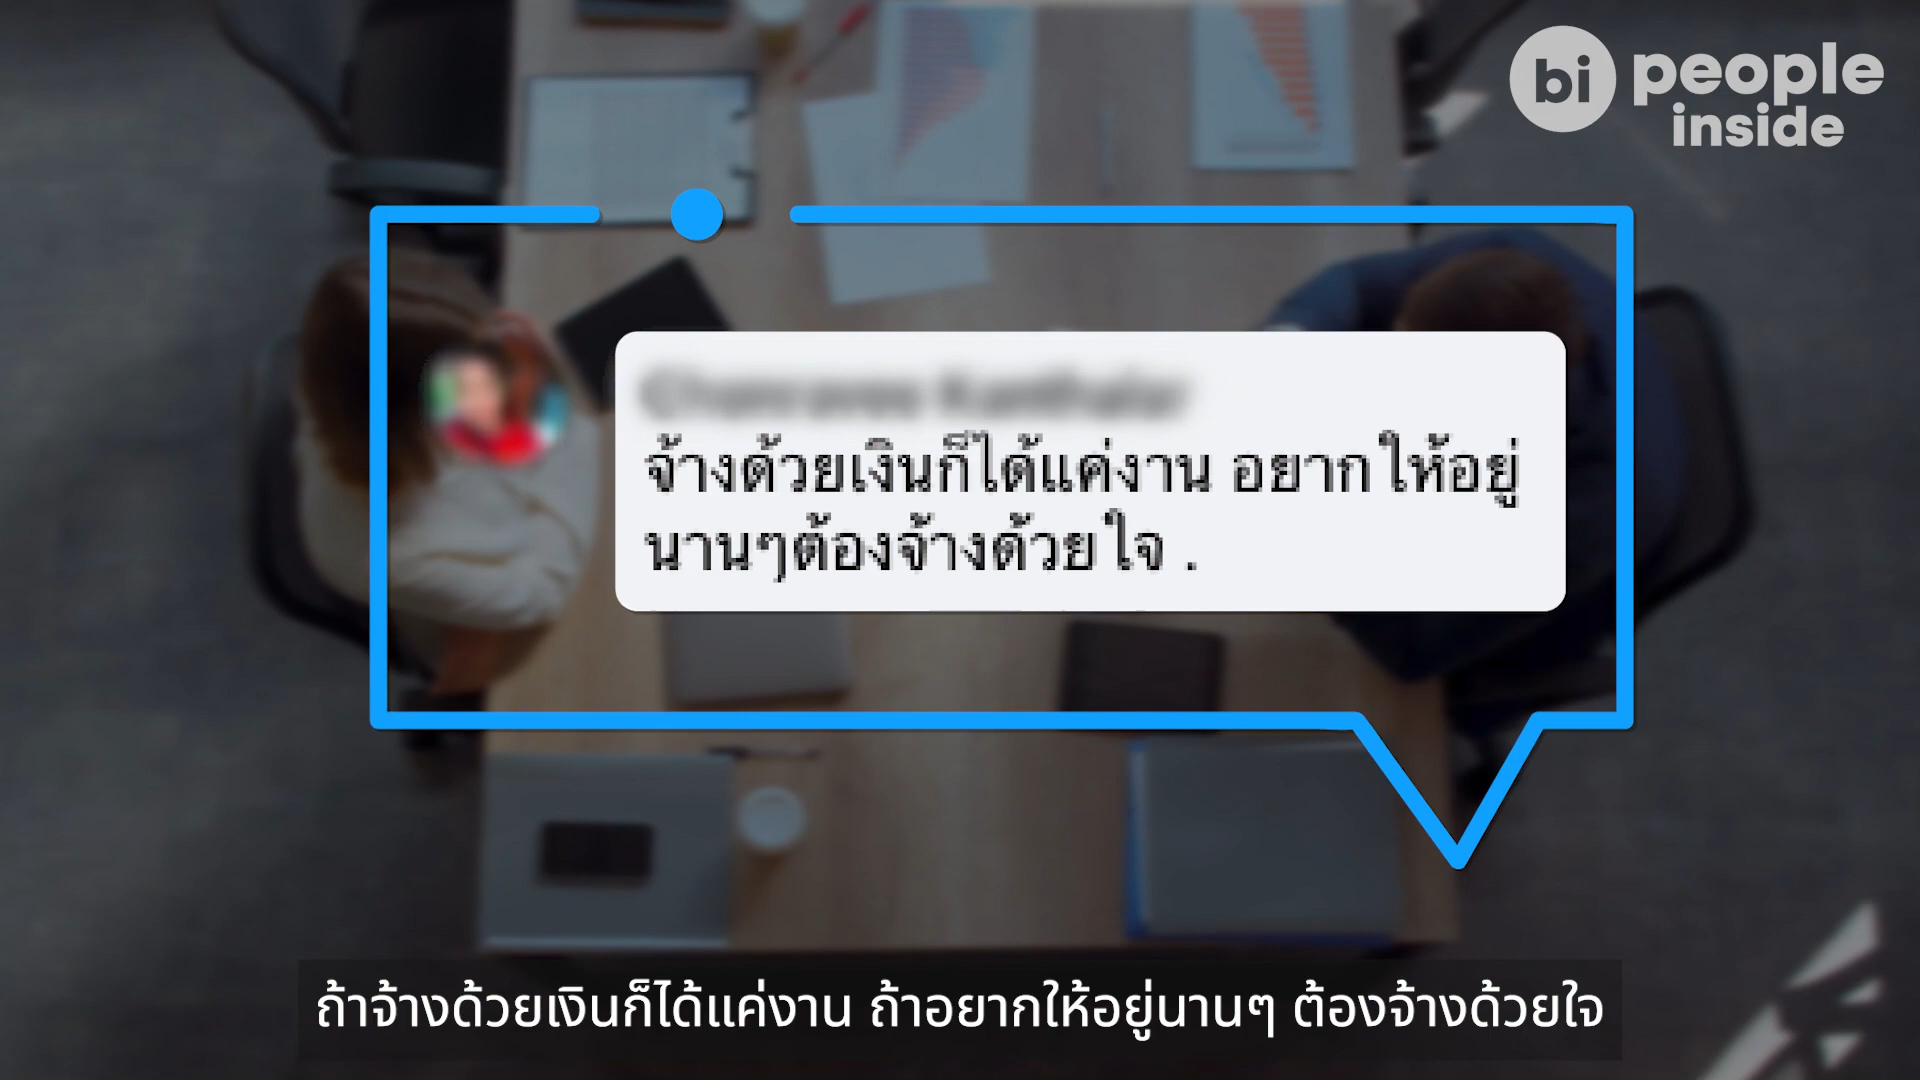 bi people
inside
จ้างด้วยเงินก็ได้แค่งาน อยากให้อยู่
นานๆต้องจ้างด้วยใจ .
ถ้าจ้างด้วยเงินก็ได้แค่งาน ถ้าอยากให้อยู่นานๆ ต้องจ้างด้วยใจ